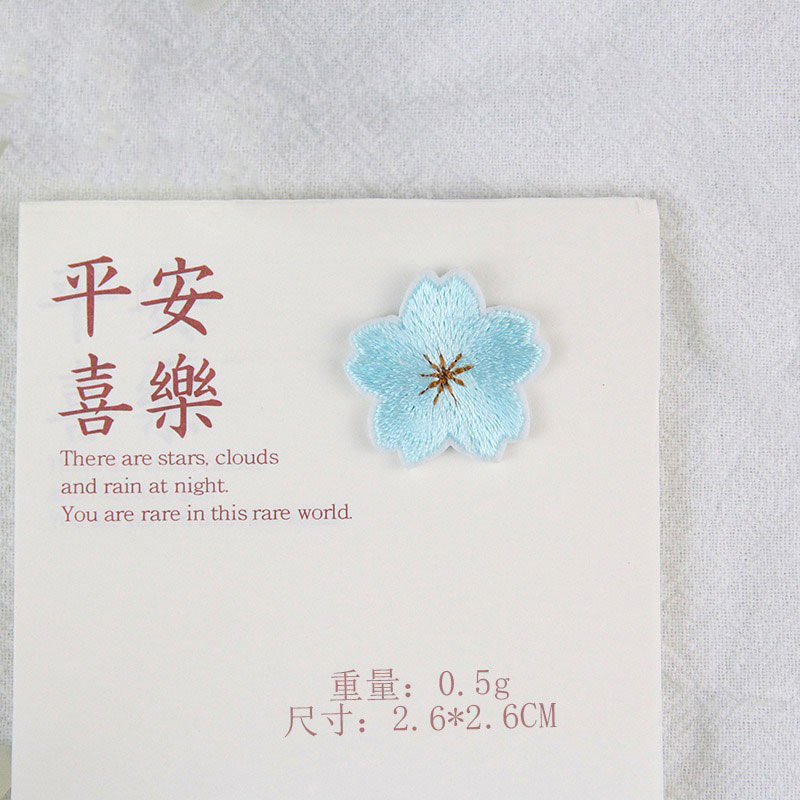 平安
喜樂
There are stars, clouds
and rain at night.
You are rare in this rare world.
重量：0.5g
尺寸：2.6*2.6CM